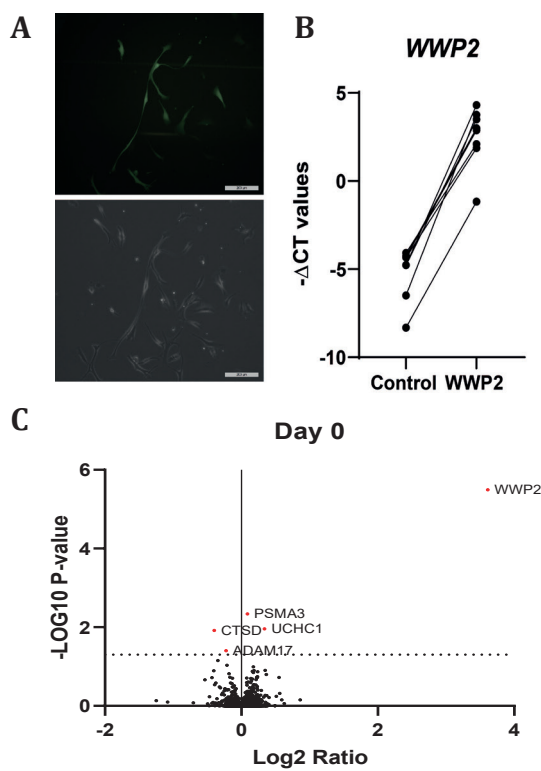 A
B
WWP2
-ΔCT values
5
0
-5
-10
Control WWP2
C
Day 0
-LOG10 P-value
6
4
2
0
WWP2
PSMA3
CTSD
UCHC1
ADAM17
-2
0
2
4
Log2 Ratio